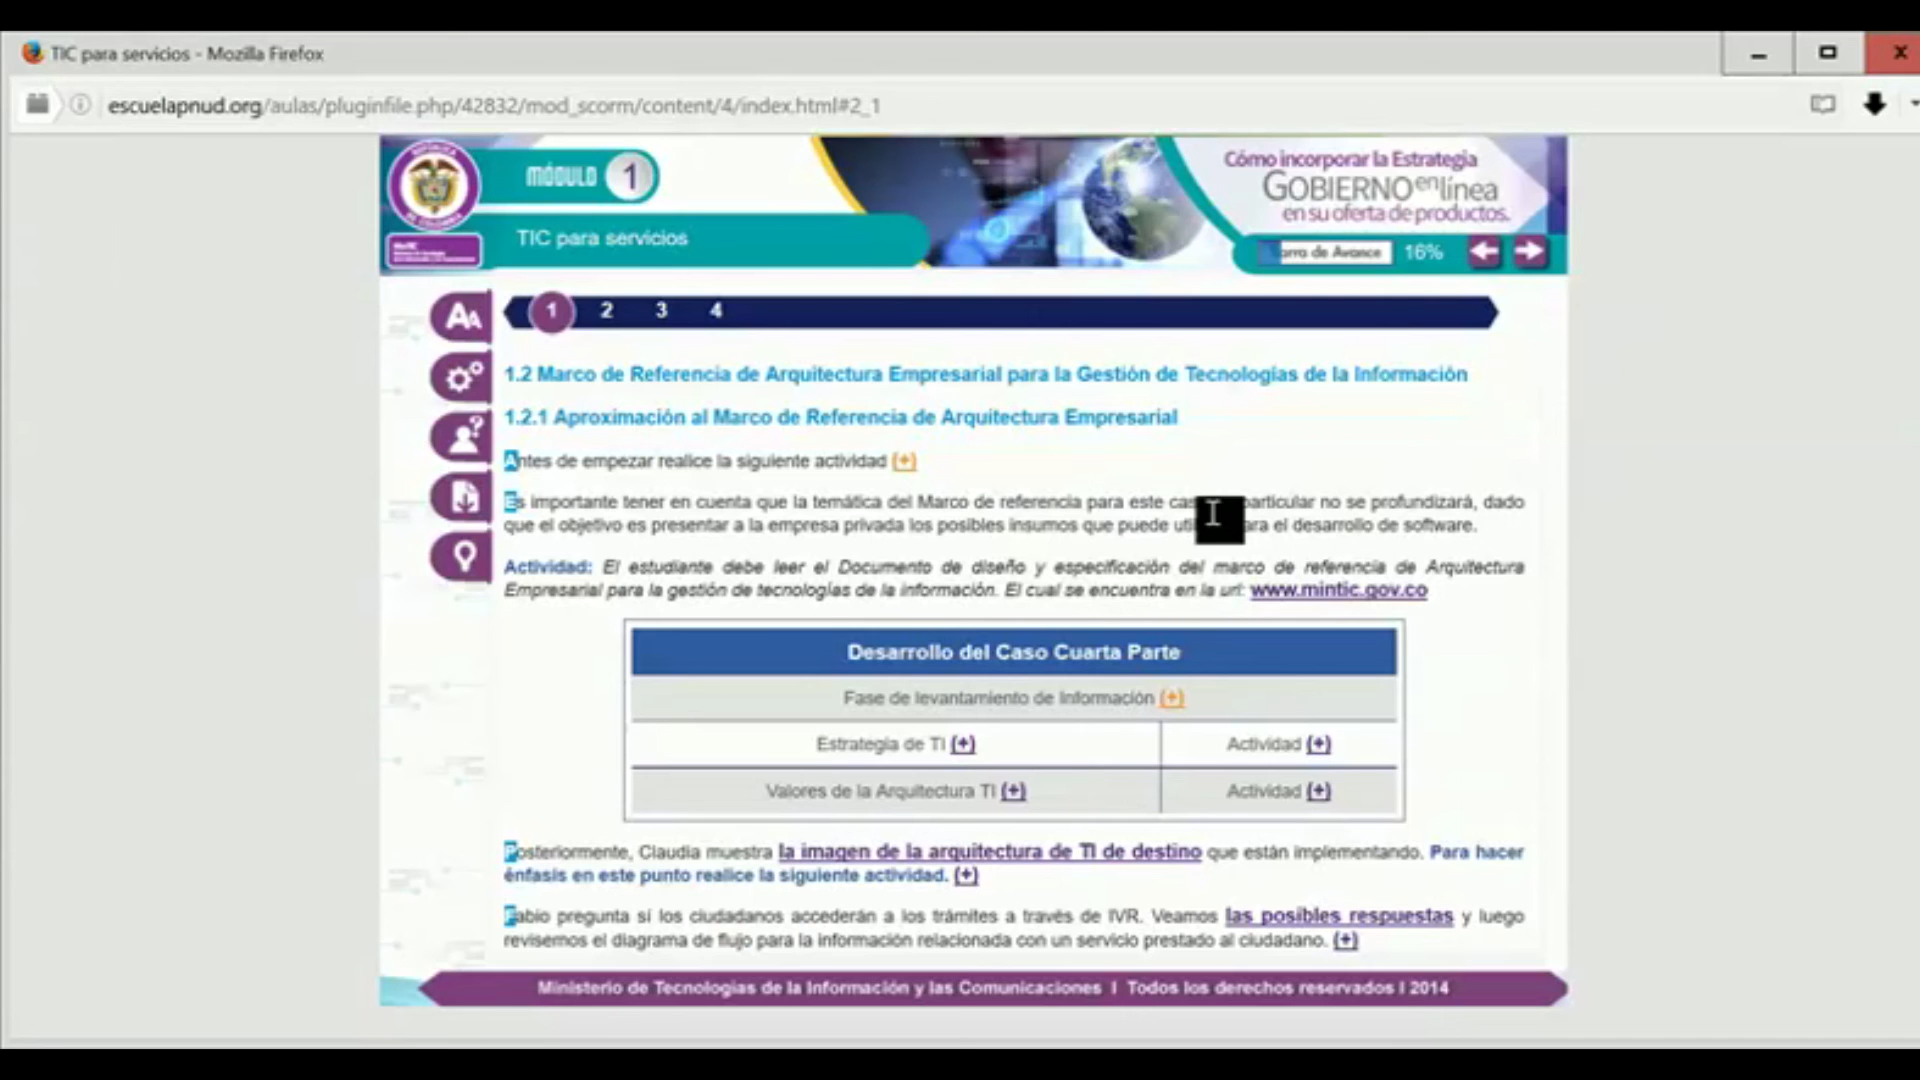 TIC para servicios - Mozilla Firefox
escuelapnud.org/aulas/pluginfile.php/42832/mod_scorm/content/4/index.html#2_1
REPÚBLICA
DE COLOMBIA
MÓDULO 1
Cómo incorporar la Estrategia
GOBIERNO en línea
en su oferta de productos.
TIC para servicios
Barra de Avance 16%
1 2 3 4
1.2 Marco de Referencia de Arquitectura Empresarial para la Gestión de Tecnologías de la Información
1.2.1 Aproximación al Marco de Referencia de Arquitectura Empresarial
Antes de empezar realice la siguiente actividad (+)
Es importante tener en cuenta que la temática del Marco de referencia para este cas particular no se profundizará, dado
que el objetivo es presentar a la empresa privada los posibles insumos que puede uti ara el desarrollo de software.
Actividad: El estudiante debe leer el Documento de diseño y especificación del marco de referencia de Arquitectura
Empresarial para la gestión de tecnologías de la información. El cual se encuentra en la url: www.mintic.gov.co
Desarrollo del Caso Cuarta Parte
Fase de levantamiento de Información (+)
Estrategia de TI (+) Actividad (+)
Valores de la Arquitectura TI (+) Actividad (+)
Posteriormente, Claudia muestra la imagen de la arquitectura de TI de destino que están implementando. Para hacer
énfasis en este punto realice la siguiente actividad. (+)
Fabio pregunta sí los ciudadanos accederán a los trámites a través de IVR. Veamos las posibles respuestas y luego
revisemos el diagrama de flujo para la información relacionada con un servicio prestado al ciudadano. (+)
Ministerio de Tecnologías de la Información y las Comunicaciones I Todos los derechos reservados I 2014